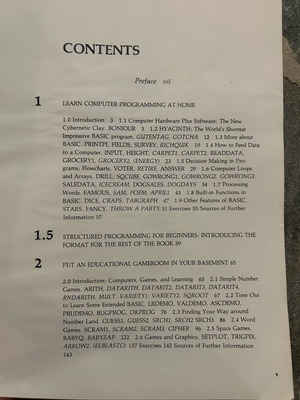 CONTENTS
Preface vii
1 LEARN COMPUTER PROGRAMMING AT HOME
1.0 Introduction 3 1.1 Computer Hardware Plus Software: The New
Cybernetic Clay. BONJOUR 5 1.2 HYACINTH: The World's Shortest
Impressive BASIC program. GUTENTAG, GOTCHA 12 1.3 More about
BASIC. PRINTPI, FIELDS, SURVEY, RICHQUIK 19 1.4 How to Feed Data
to a Computer. INPUT, HEIGHT, CARPET1, CARPET2, READDATA,
GROCERY1, GROCERY2, (ENERGY) 23 1.5 Decision Making in Pro-
grams; Flowcharts. VOTER, RETIRE, ANSWER 29 1.6 Computer Loops
and Arrays. DRILL, SQCUBE, GOWRONG1, GOWRONG2, GOWRONG3,
SALEDATA, ICECREAM, DOGSALES, DOGDAYS 34 1.7 Processing
Words. FAMOUS, SAM, POEM, APRIL1 43 1.8 Built-in Functions in
BASIC. DICE, CRAPS, TABGRAPH 47 1.9 Other Features of BASIC.
STARS, FANCY, THROW A PARTY 51 Exercises 55 Sources of Further
Information 57
1.5 STRUCTURED PROGRAMMING FOR BEGINNERS: INTRODUCING THE
FORMAT FOR THE REST OF THE BOOK 59
2 PUT AN EDUCATIONAL GAMEROOM IN YOUR BASEMENT 65
2.0 Introduction: Computers, Games, and Learning 65 2.1 Simple Number
Games. ARITH, DATARITH, DATARIT2, DATARIT3, DATARIT4,
RNDARITH, MULT, VARIETY1, VARIETY2, SQROOT 67 2.2 Time Out
to Learn Some Extended BASIC. LRDEMO, VALDEMO, ASCDEMO,
PRUDEMO, BUGPROG, OKPROG 76 2.3 Finding Your Way around
Number Land. GUESS1, GUESS2, SRCH1, SRCH2 SRCH3 86 2.4 Word
Games. SCRAM1, SCRAM2, SCRAM3, CIPHER 96 2.5 Space Games.
BABYQ, BABYZAP 122 2.6 Games and Graphics. SETPLOT, TRIGPIX,
ARROW2, (ELBLASTO) 137 Exercises 142 Sources of Further Information
143
v